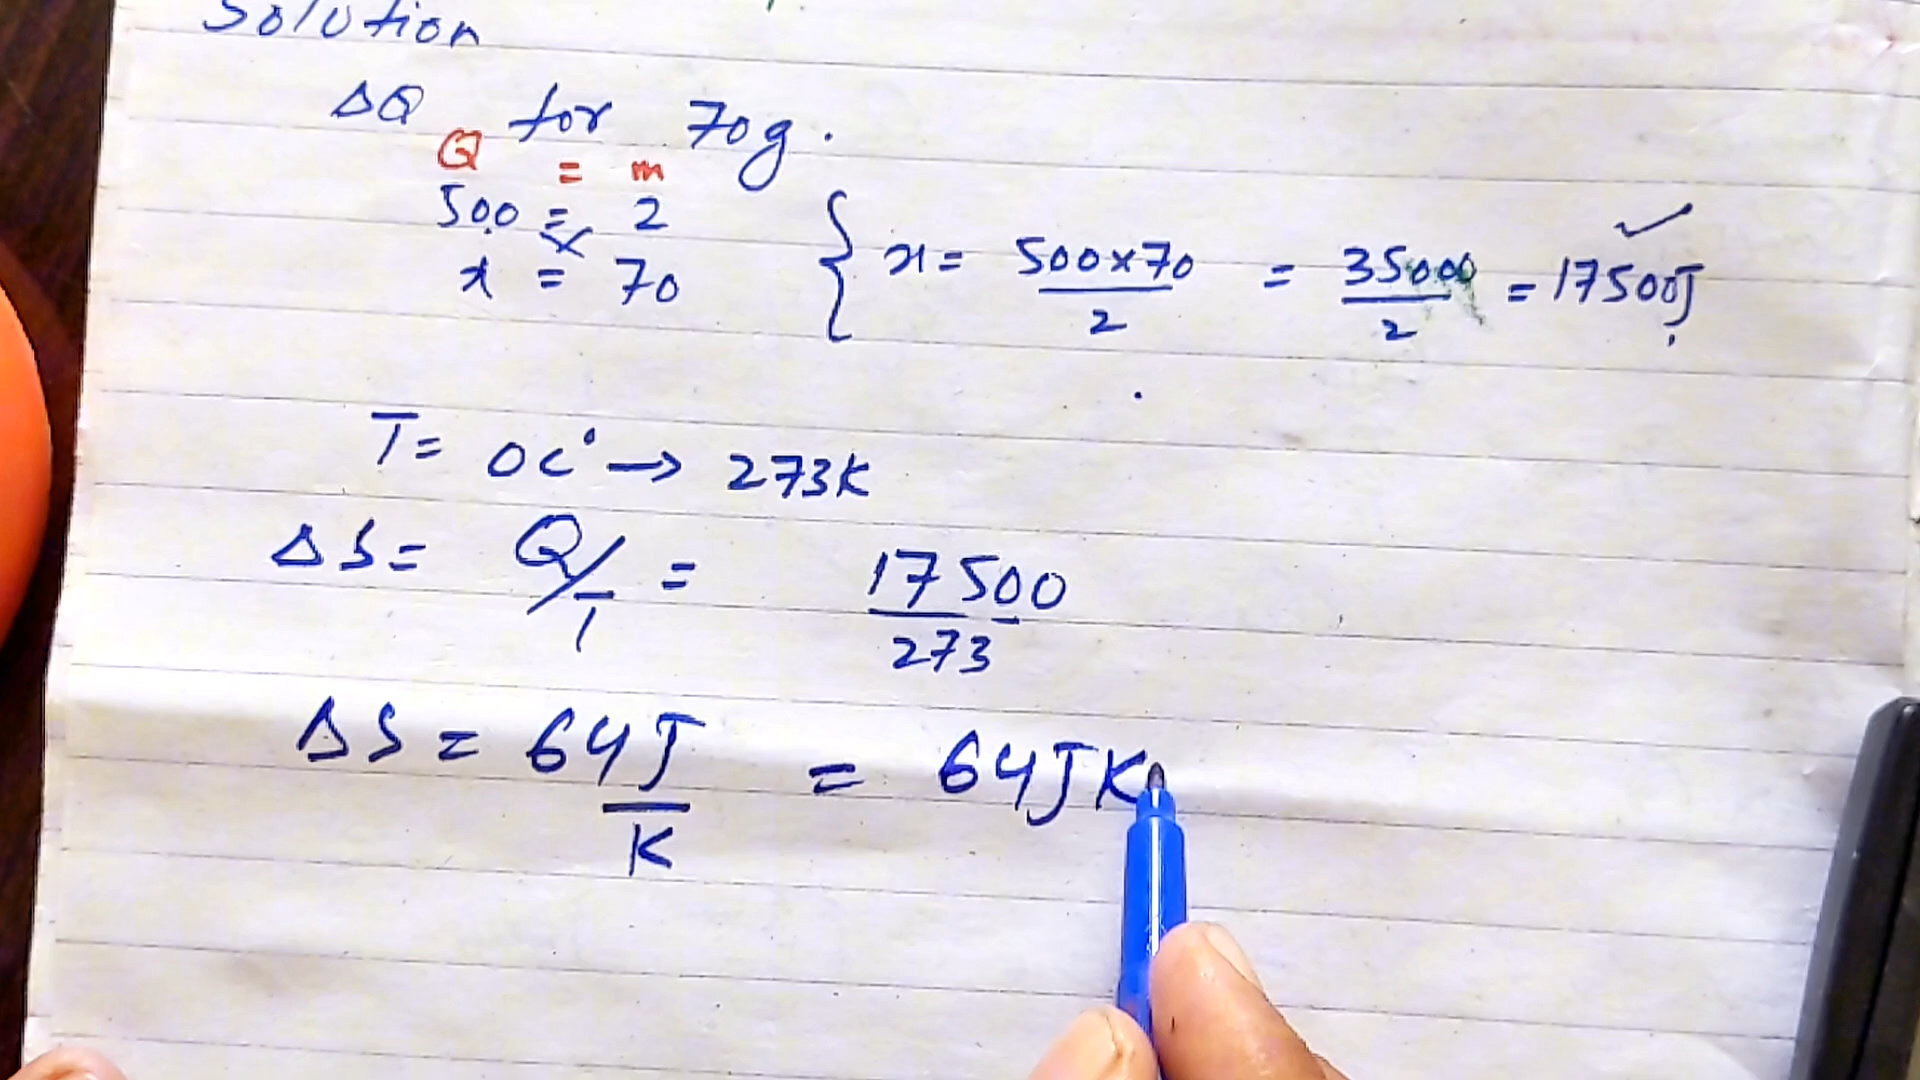 Solution
ΔQ for 70g.
Q = m
500 = 2
x = 70 { x = 500×70/2 = 35000/2 = 17500J ✓
T = 0C° → 273K
ΔS = Q/T = 17500/273
ΔS = 64J/K = 64JK